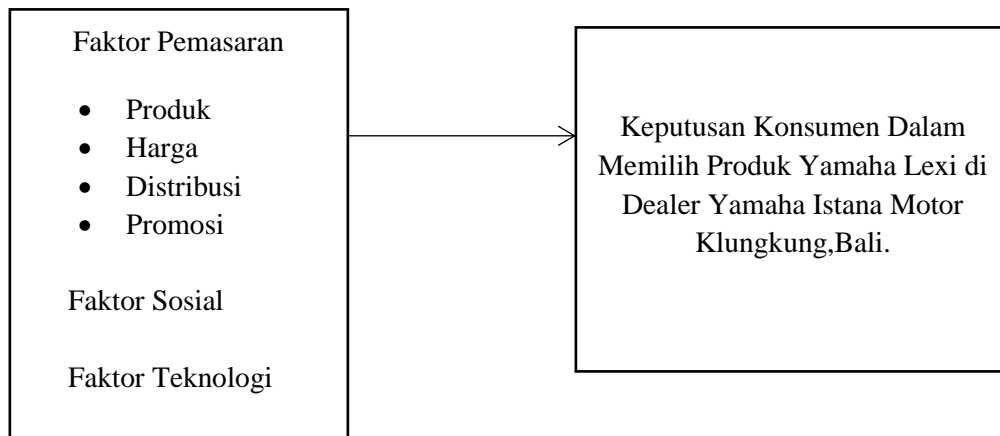 Faktor Pemasaran
• Produk
• Harga
• Distribusi
• Promosi
Faktor Sosial
Faktor Teknologi
Keputusan Konsumen Dalam
Memilih Produk Yamaha Lexi di
Dealer Yamaha Istana Motor
Klungkung,Bali.